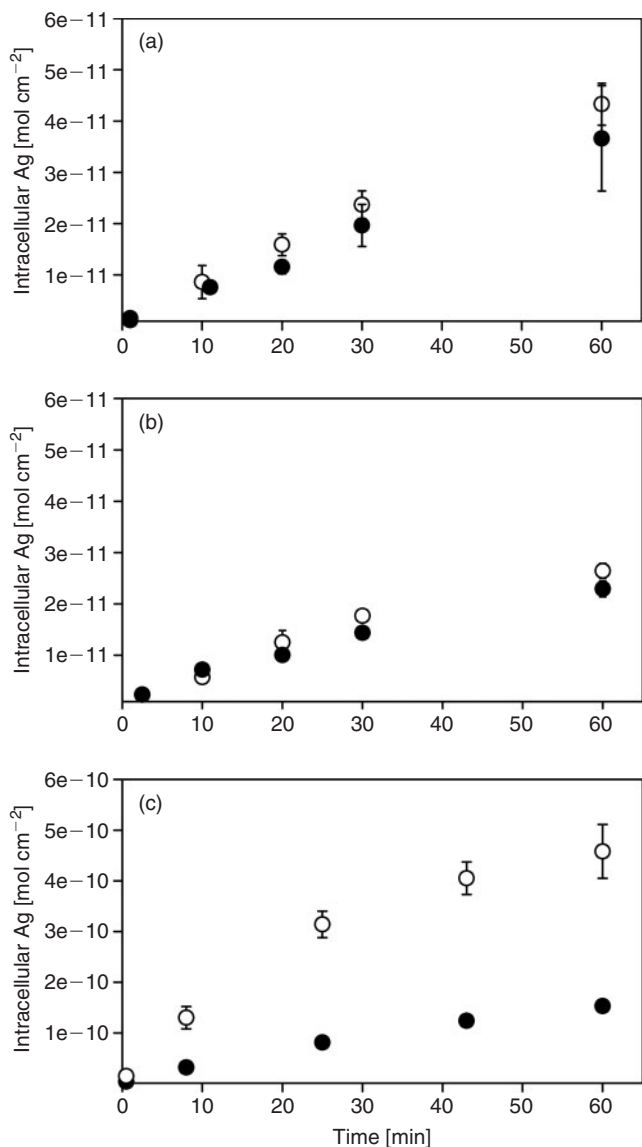 (a)
Intracellular Ag [mol cm−2]
6e−11
5e−11
4e−11
3e−11
2e−11
1e−11
0 10 20 30 40 50 60
(b)
Intracellular Ag [mol cm−2]
6e−11
5e−11
4e−11
3e−11
2e−11
1e−11
0 10 20 30 40 50 60
(c)
Intracellular Ag [mol cm−2]
6e−10
5e−10
4e−10
3e−10
2e−10
1e−10
0 10 20 30 40 50 60
Time [min]